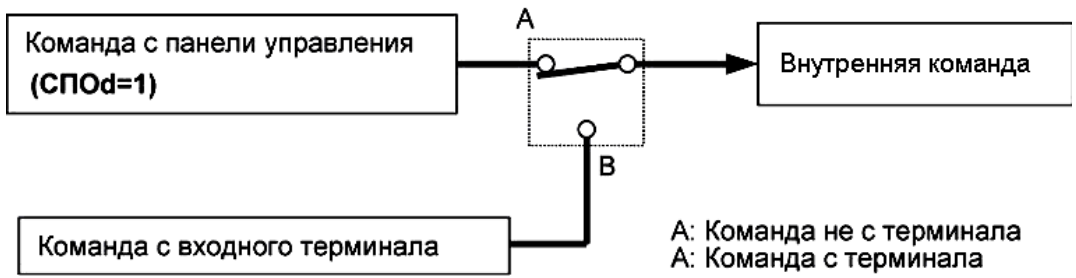 A
Команда с панели управления
(СПОd=1)
Внутренняя команда
B
Команда с входного терминала
A: Команда не с терминала
A: Команда с терминала